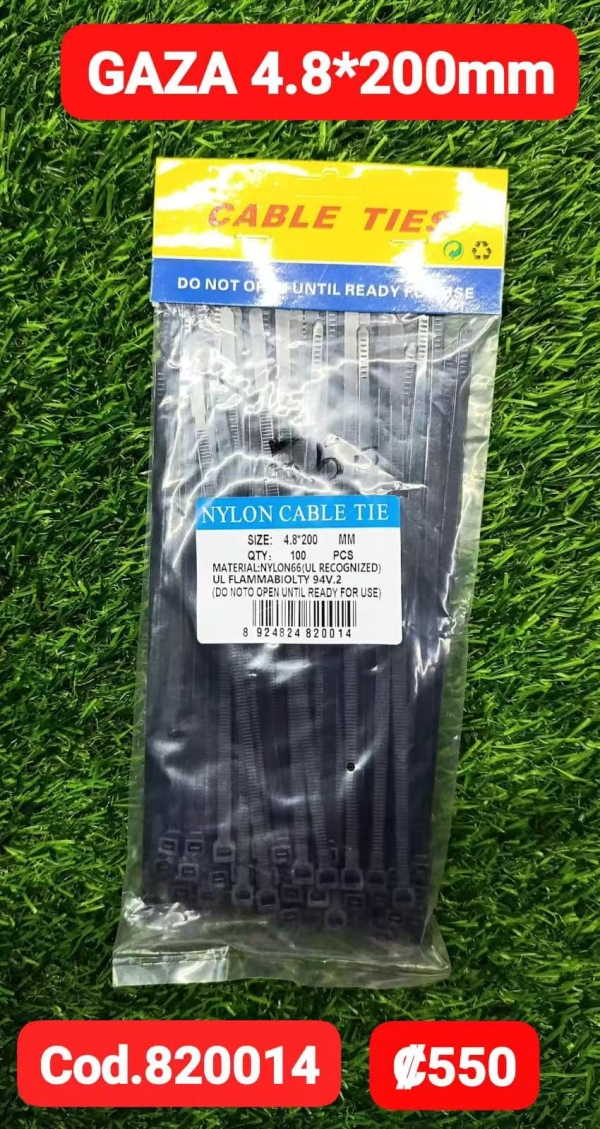 GAZA 4.8*200mm
CABLE TIES
DO NOT OPEN UNTIL READY FOR USE
NYLON CABLE TIE
SIZE: 4.8*200 MM
QTY: 100 PCS
MATERIAL:NYLON66(UL RECOGNIZED)
UL FLAMMABIOLTY 94V.2
(DO NOTO OPEN UNTIL READY FOR USE)
8 924824 820014
Cod.820014
₡550